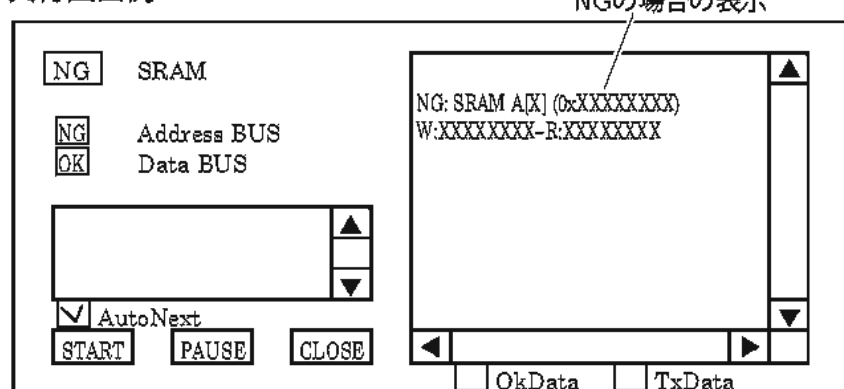 NGの場合の表示
NG SRAM
NG Address BUS
OK Data BUS
AutoNext
START PAUSE CLOSE
NG: SRAM A[X] (0xXXXXXXXX)
W:XXXXXXXX-R:XXXXXXXX
OkData TxData